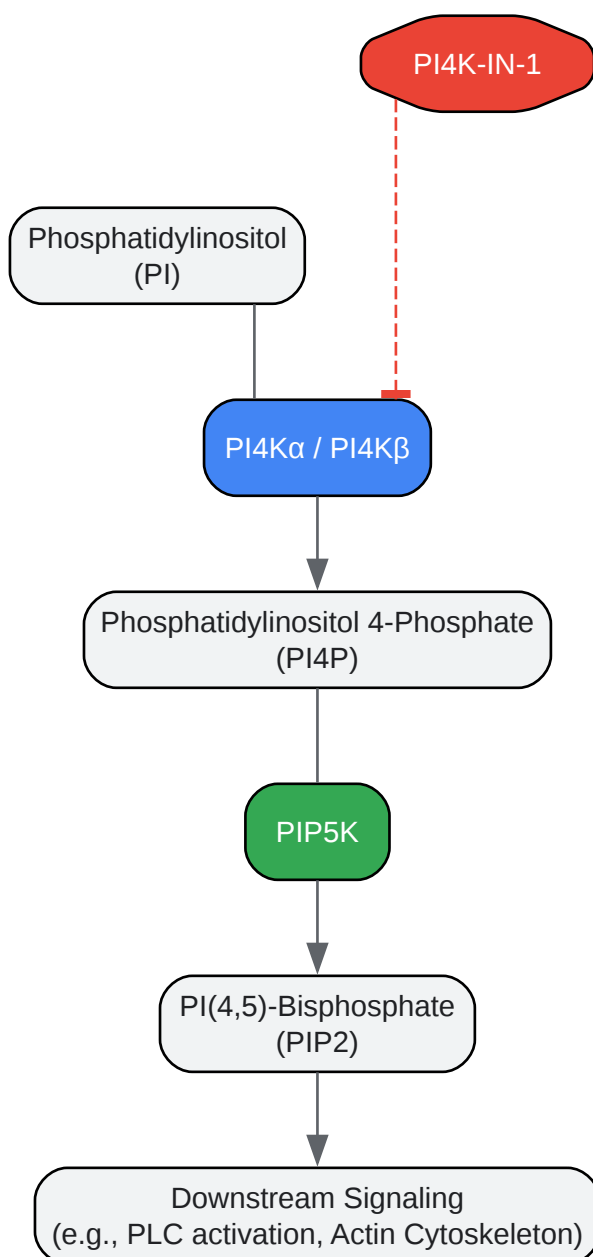 PI4K-IN-1
Phosphatidylinositol
(PI)
PI4Kα / PI4Kβ
Phosphatidylinositol 4-Phosphate
(PI4P)
PIP5K
PI(4,5)-Bisphosphate
(PIP2)
Downstream Signaling
(e.g., PLC activation, Actin Cytoskeleton)